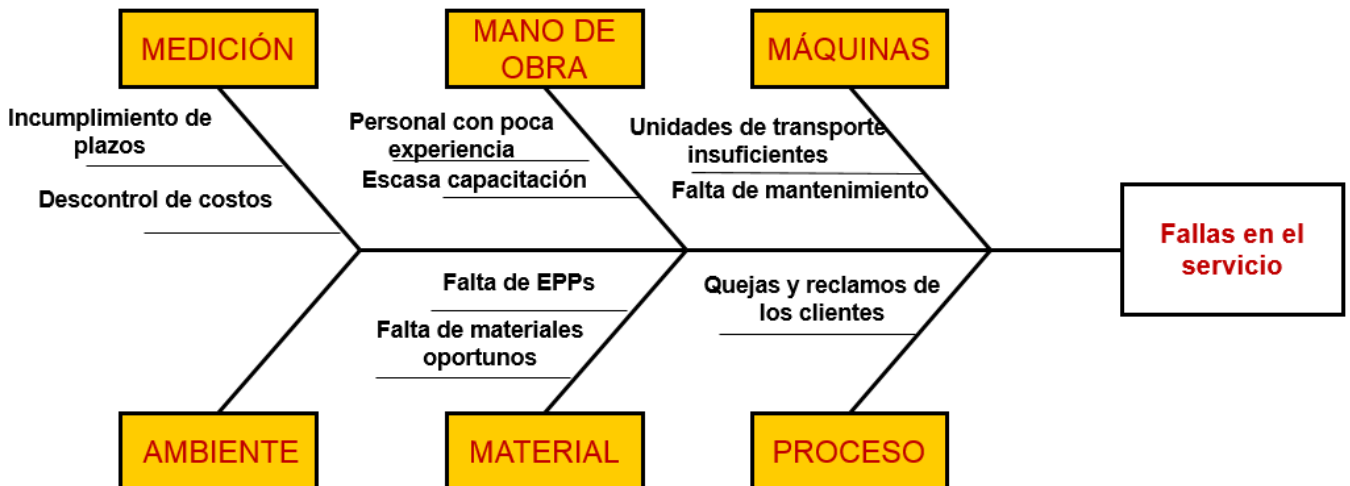 MEDICIÓN
MANO DE
OBRA
MÁQUINAS
Incumplimiento de
plazos
Descontrol de costos
Personal con poca
experiencia
Escasa capacitación
Unidades de transporte
insuficientes
Falta de mantenimiento
Fallas en el
servicio
Falta de EPPs
Falta de materiales
oportunos
Quejas y reclamos de
los clientes
AMBIENTE
MATERIAL
PROCESO